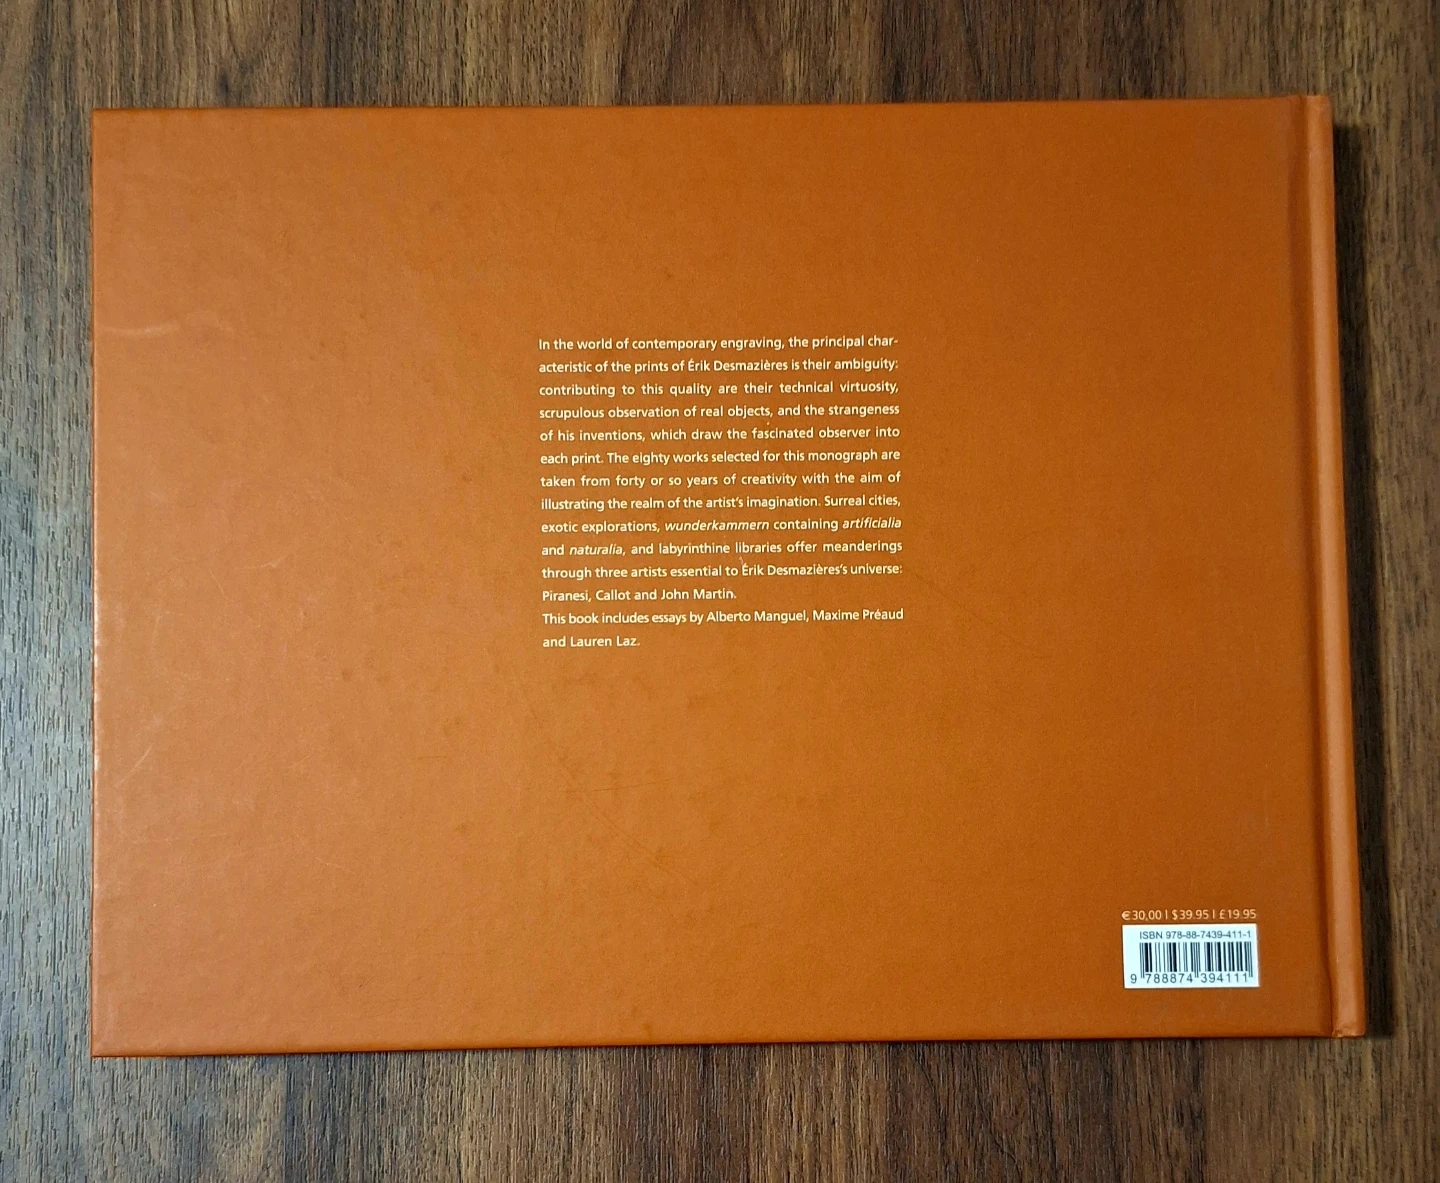 In the world of contemporary engraving, the principal char-
acteristic of the prints of Érik Desmazières is their ambiguity:
contributing to this quality are their technical virtuosity,
scrupulous observation of real objects, and the strangeness
of his inventions, which draw the fascinated observer into
each print. The eighty works selected for this monograph are
taken from forty or so years of creativity with the aim of
illustrating the realm of the artist's imagination. Surreal cities,
exotic explorations, wunderkammern containing artificialia
and naturalia, and labyrinthine libraries offer meanderings
through three artists essential to Érik Desmazières's universe:
Piranesi, Callot and John Martin.
This book includes essays by Alberto Manguel, Maxime Préaud
and Lauren Laz.
€30,00 | $39.95 | £19.95
ISBN 978-88-7439-411-1
9 788874 394111